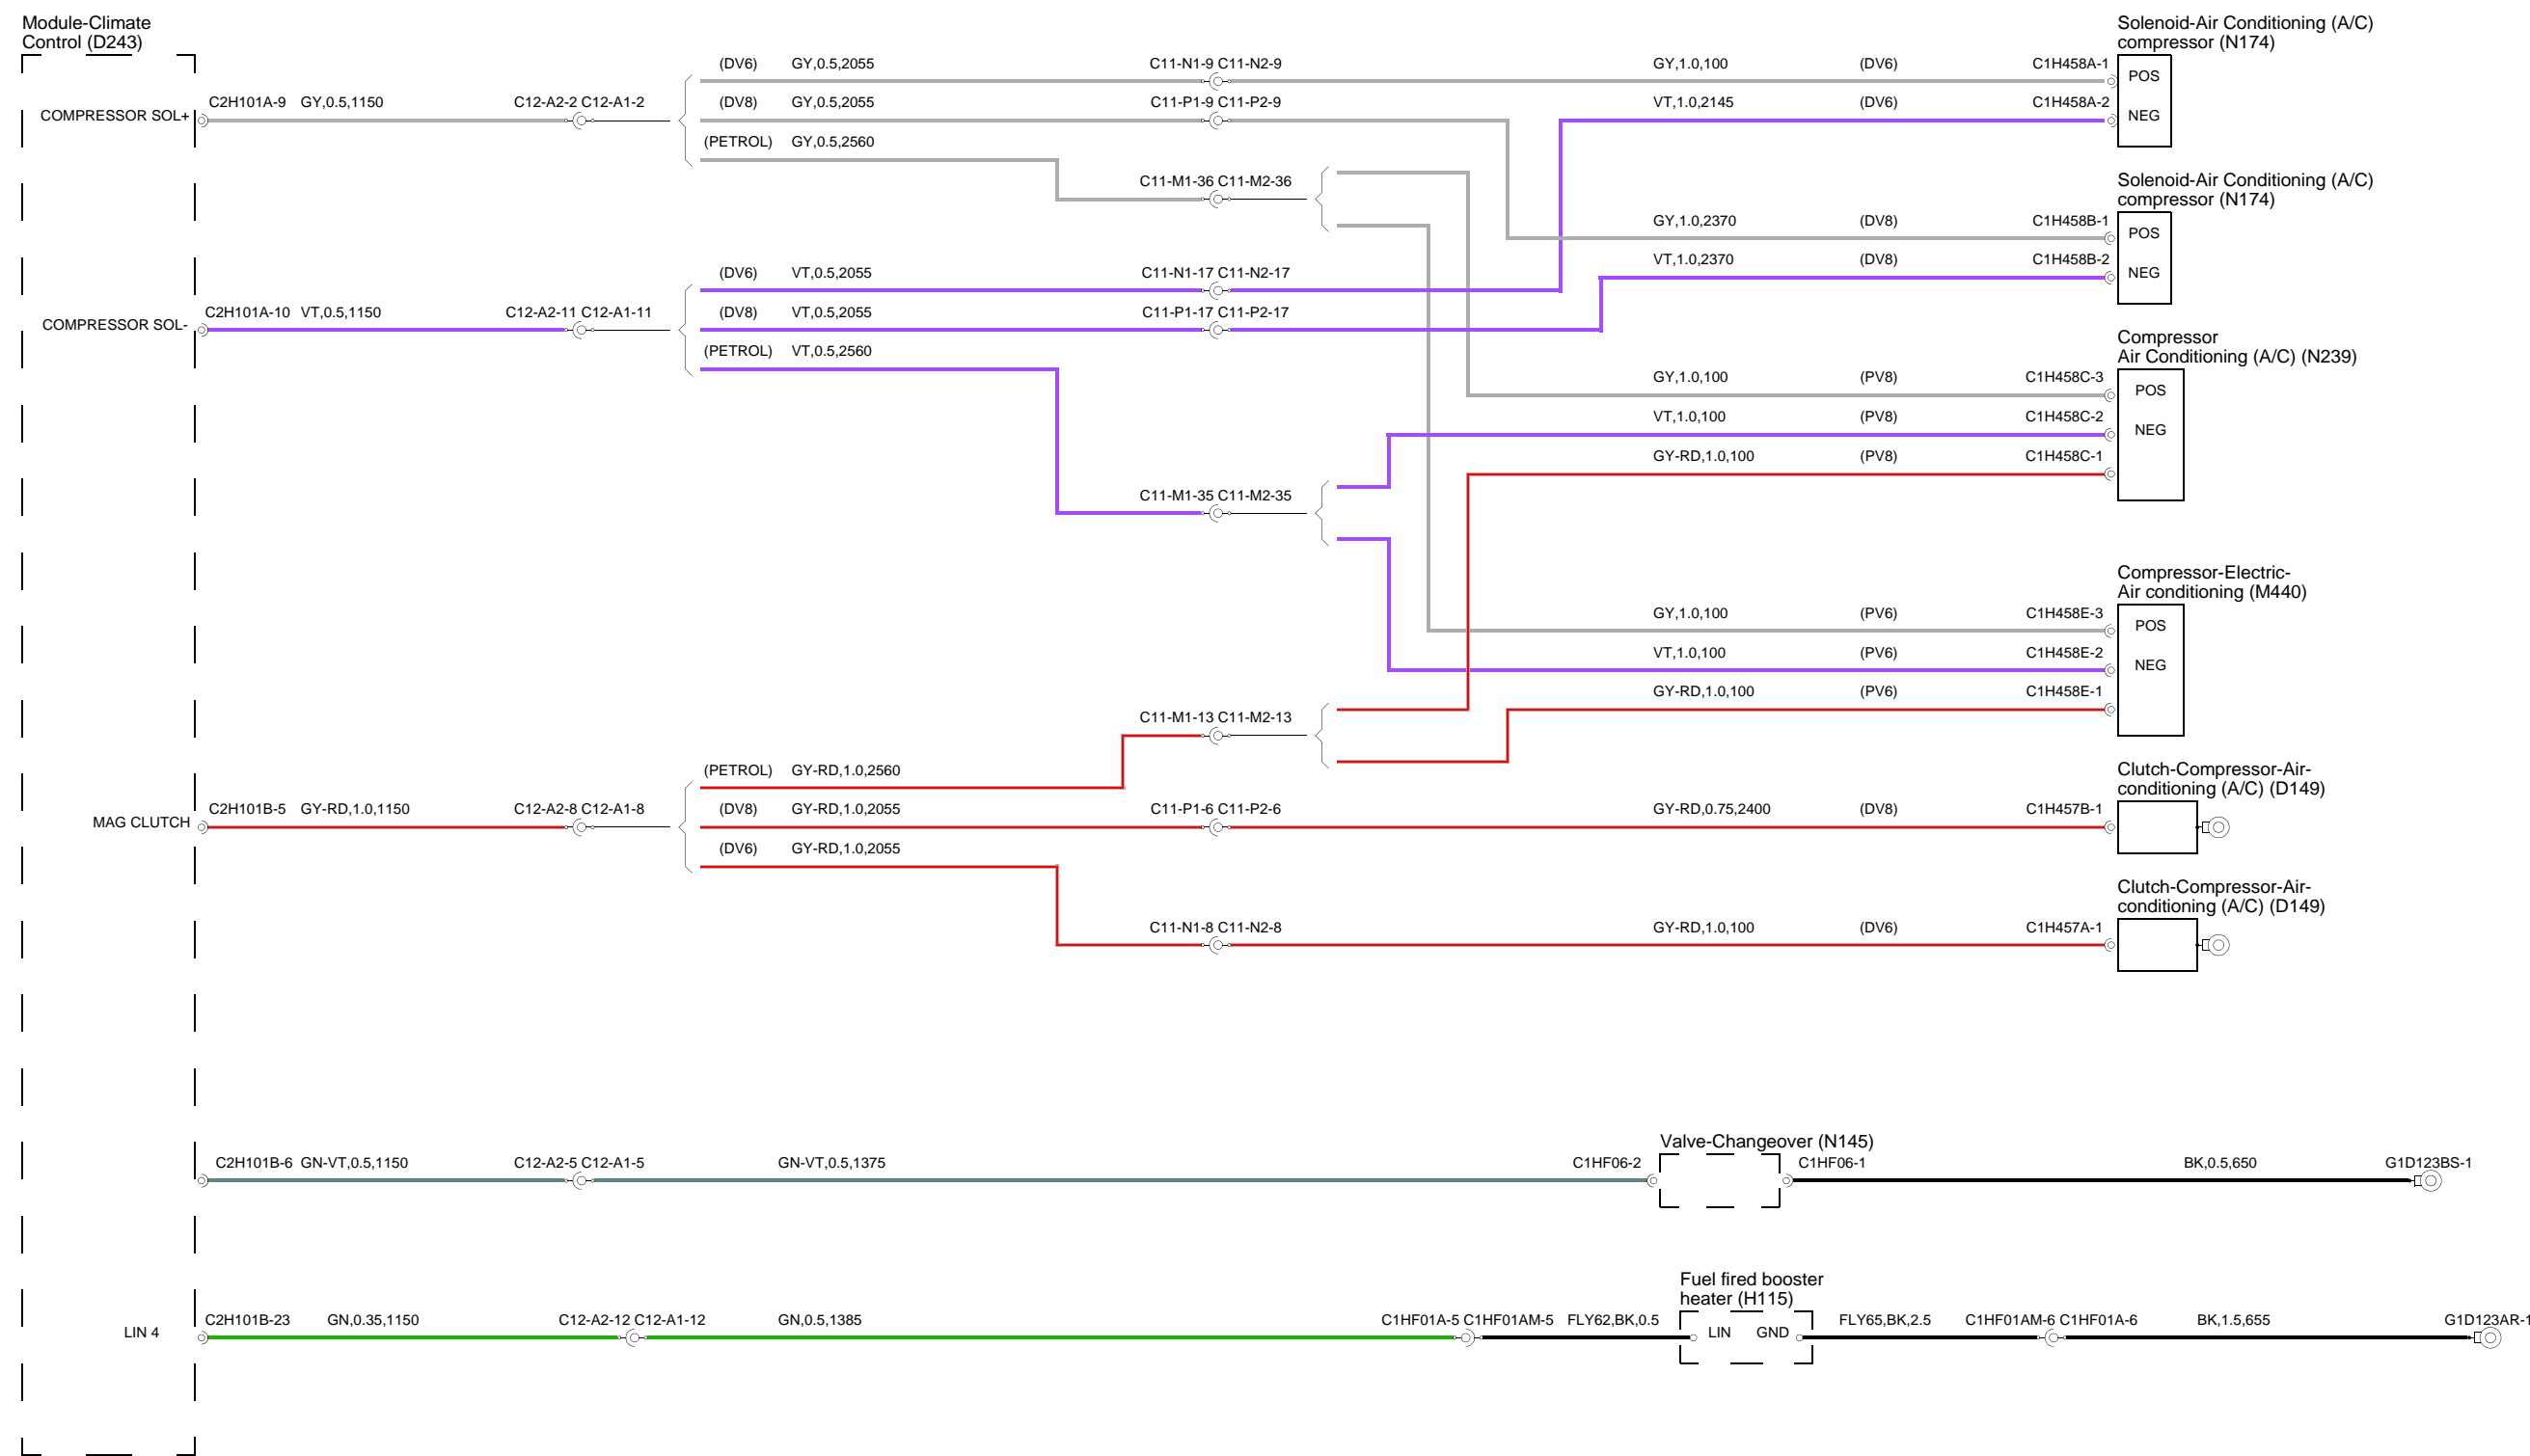 Module-Climate
Control (D243)
Solenoid-Air Conditioning (A/C)
compressor (N174)
(DV6) GY,0.5,2055 C11-N1-9 C11-N2-9 GY,1.0,100 (DV6) C1H458A-1
POS
C2H101A-9 GY,0.5,1150 C12-A2-2 C12-A1-2 (DV8) GY,0.5,2055 C11-P1-9 C11-P2-9 VT,1.0,2145 (DV6) C1H458A-2
COMPRESSOR SOL+ NEG
(PETROL) GY,0.5,2560
C11-M1-36 C11-M2-36
Solenoid-Air Conditioning (A/C)
compressor (N174)
GY,1.0,2370 (DV8) C1H458B-1
POS
VT,1.0,2370 (DV8) C1H458B-2
NEG
(DV6) VT,0.5,2055 C11-N1-17 C11-N2-17
C2H101A-10 VT,0.5,1150 C12-A2-11 C12-A1-11 (DV8) VT,0.5,2055 C11-P1-17 C11-P2-17
COMPRESSOR SOL-
(PETROL) VT,0.5,2560
Compressor
Air Conditioning (A/C) (N239)
GY,1.0,100 (PV8) C1H458C-3
POS
VT,1.0,100 (PV8) C1H458C-2
NEG
GY-RD,1.0,100 (PV8) C1H458C-1
C11-M1-35 C11-M2-35
Compressor-Electric-
Air conditioning (M440)
GY,1.0,100 (PV6) C1H458E-3
POS
VT,1.0,100 (PV6) C1H458E-2
NEG
GY-RD,1.0,100 (PV6) C1H458E-1
C11-M1-13 C11-M2-13
(PETROL) GY-RD,1.0,2560
Clutch-Compressor-Air-
conditioning (A/C) (D149)
C2H101B-5 GY-RD,1.0,1150 C12-A2-8 C12-A1-8 (DV8) GY-RD,1.0,2055 C11-P1-6 C11-P2-6 GY-RD,0.75,2400 (DV8) C1H457B-1
MAG CLUTCH
(DV6) GY-RD,1.0,2055
Clutch-Compressor-Air-
conditioning (A/C) (D149)
C11-N1-8 C11-N2-8 GY-RD,1.0,100 (DV6) C1H457A-1
Valve-Changeover (N145)
C2H101B-6 GN-VT,0.5,1150 C12-A2-5 C12-A1-5 GN-VT,0.5,1375 C1HF06-2 C1HF06-1 BK,0.5,650 G1D123BS-1
Fuel fired booster
heater (H115)
C2H101B-23 GN,0.35,1150 C12-A2-12 C12-A1-12 GN,0.5,1385 C1HF01A-5 C1HF01AM-5 FLY62,BK,0.5 FLY65,BK,2.5 C1HF01AM-6 C1HF01A-6 BK,1.5,655 G1D123AR-1
LIN 4 LIN GND